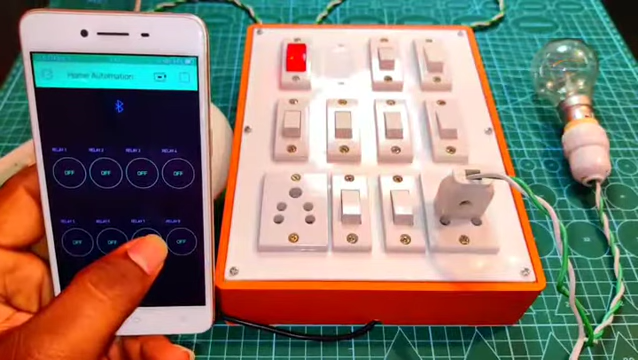 Home Automation
RELAY 1 RELAY 2 RELAY 3 RELAY 4
OFF OFF OFF OFF
RELAY 5 RELAY 6 RELAY 7 RELAY 8
OFF OFF OFF